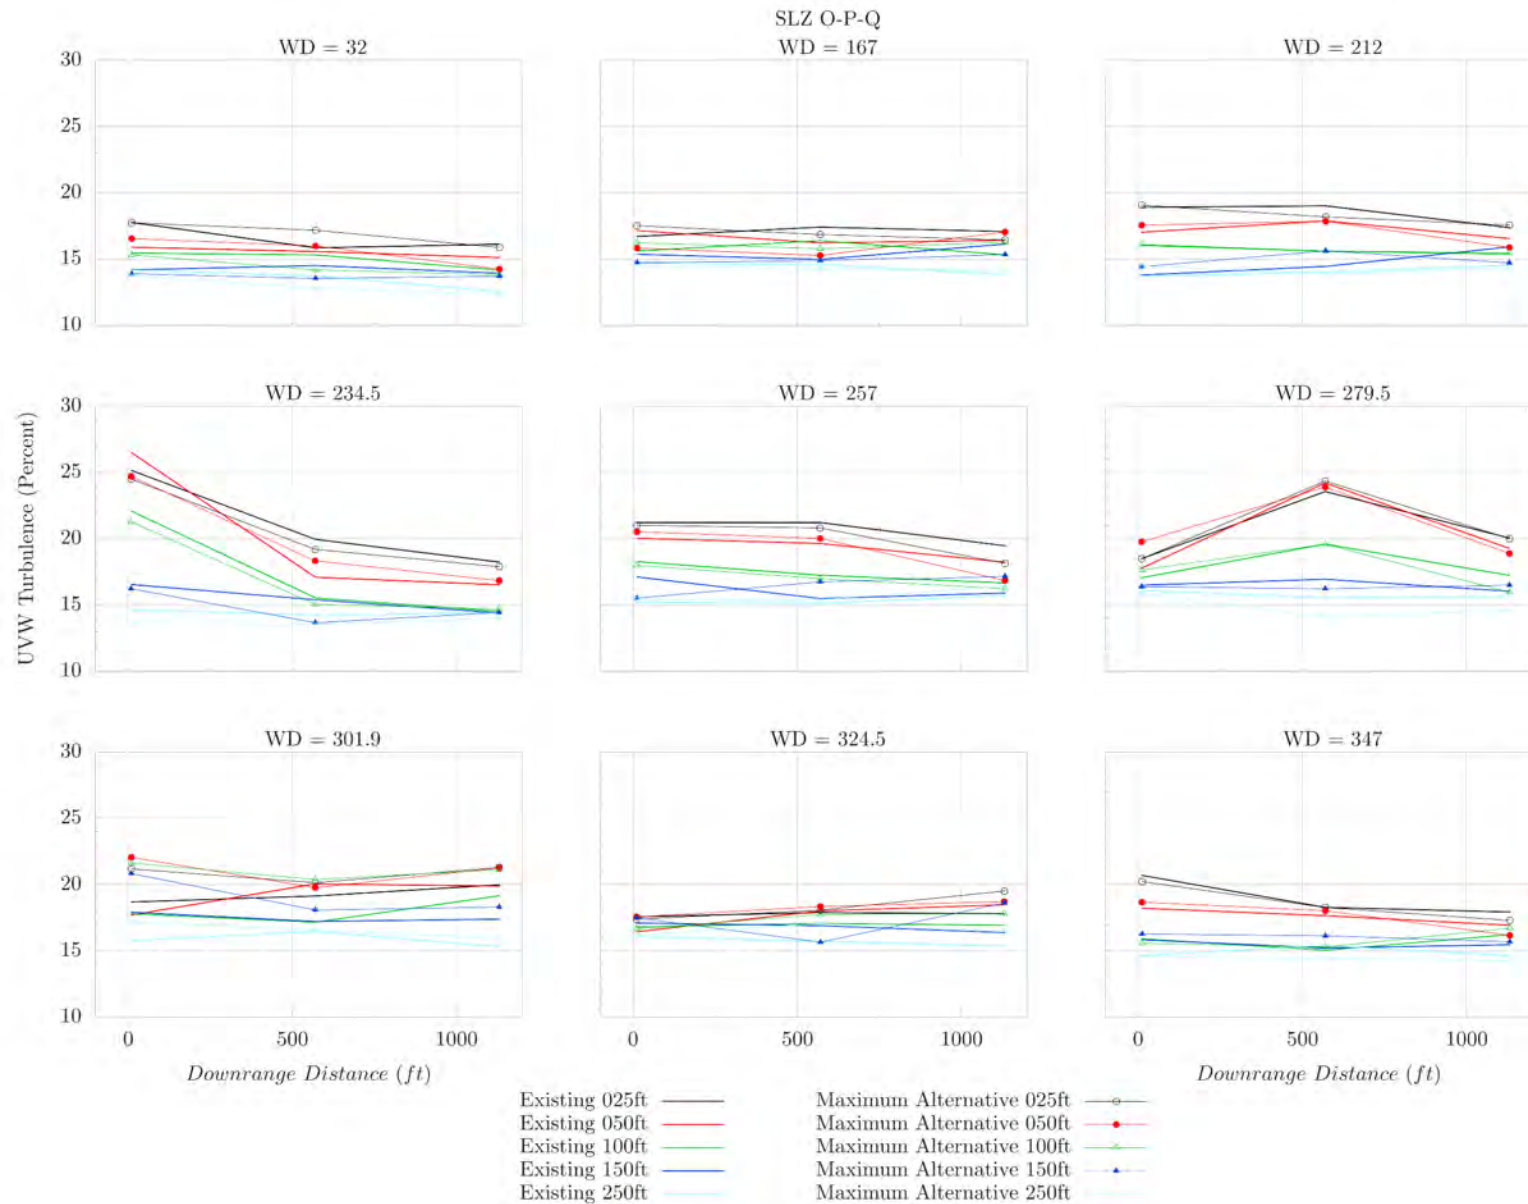 SLZ O-P-Q
WD = 32
WD = 167
WD = 212
30
25
20
15
10
WD = 234.5
WD = 257
WD = 279.5
30
25
20
15
10
UVW Turbulence (Percent)
WD = 301.9
WD = 324.5
WD = 347
30
25
20
15
10
0 500 1000
0 500 1000
0 500 1000
Downrange Distance (ft)
Downrange Distance (ft)
Existing 025ft
Existing 050ft
Existing 100ft
Existing 150ft
Existing 250ft
Maximum Alternative 025ft
Maximum Alternative 050ft
Maximum Alternative 100ft
Maximum Alternative 150ft
Maximum Alternative 250ft